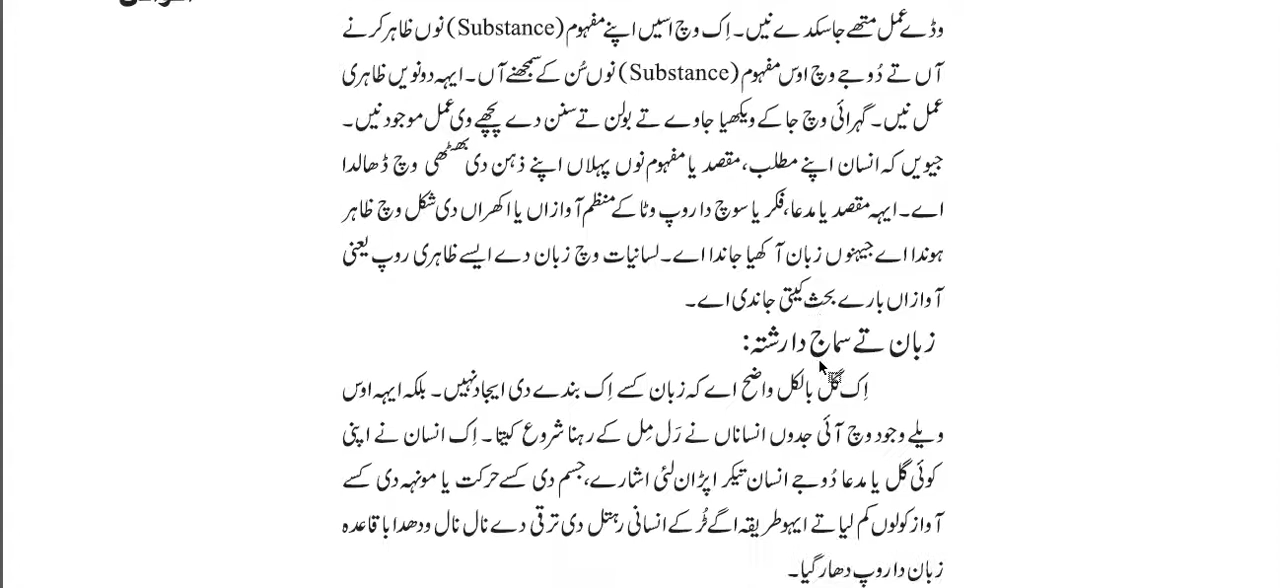 وڈے عمل متھے جا سکدے نیں۔ اِک وچ اسیں اپنے مفہوم (Substance) نوں ظاہر کرنے
آں تے دُوجے وچ اوس مفہوم (Substance) نوں سُن کے سمجھنے آں۔ ایہہ دونویں ظاہری
عمل نیں۔ گہرائی وچ جا کے ویکھیا جاوے تے بولن تے سنن دے پچھے وی عمل موجود نیں۔
جیویں کہ انسان اپنے مطلب، مقصد یا مفہوم نوں پہلاں اپنے ذہن دی بھٹھی وچ ڈھالدا
اے۔ ایہہ مقصد یا مدعا، فکر یا سوچ دا روپ وٹا کے منظم آوازاں یا اکھراں دی شکل وچ ظاہر
ہوندا اے جیہنوں زبان آکھیا جاندا اے۔ لسانیات وچ زبان دے ایسے ظاہری روپ یعنی
آوازاں بارے بحث کیتی جاندی اے۔
زبان تے سماج دا رشتہ:
اِک گل بالکل واضح اے کہ زبان کسے اِک بندے دی ایجاد نہیں۔ بلکہ ایہہ اوس
ویلے وجود وچ آئی جدوں انساناں نے رَل مِل کے رہنا شروع کیتا۔ اِک انسان نے اپنی
کوئی گل یا مدعا دُوجے انسان تیکر اپڑان لئی اشارے، جسم دی کسے حرکت یا مونہہ دی کسے
آواز کولوں کم لیا تے ایہو طریقہ اگے ٹُر کے انسانی رہتل دی ترقی دے نال نال ودھدا باقاعدہ
زبان دا روپ دھار گیا۔